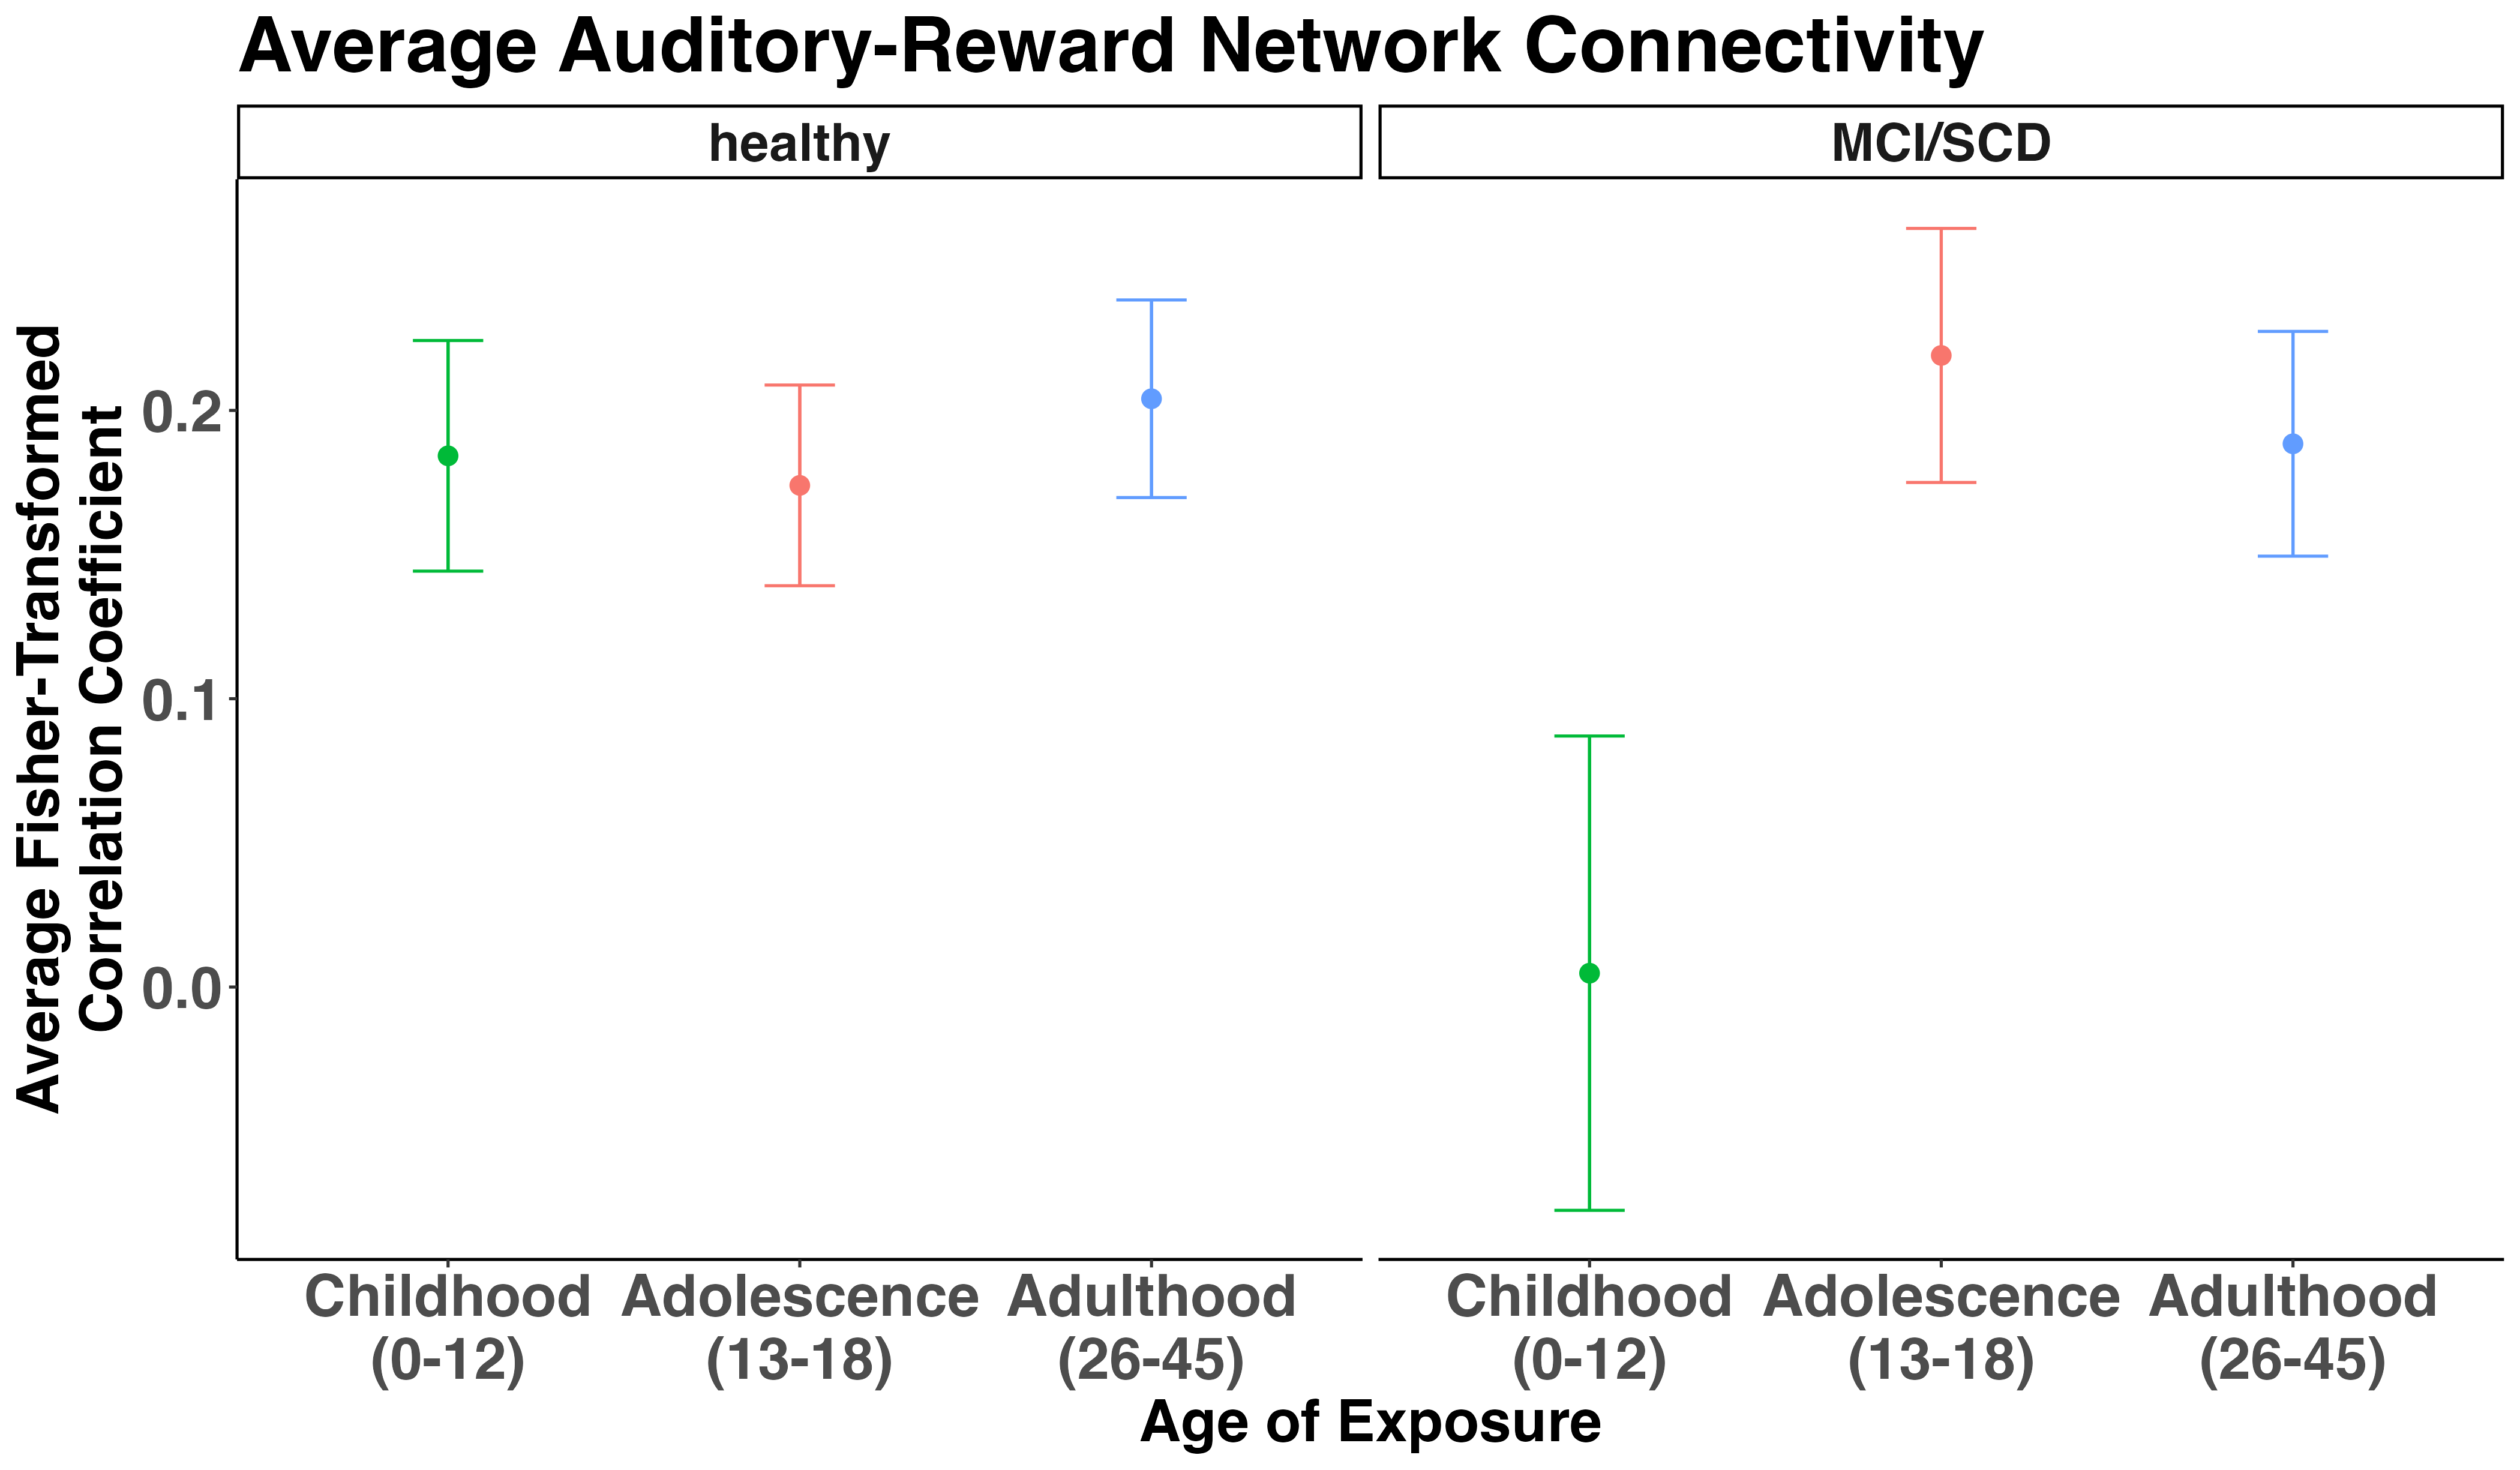 Average Auditory-Reward Network Connectivity
healthy
MCI/SCD
Average Fisher-Transformed
Correlation Coefficient
0.2
0.1
0.0
Childhood
(0-12)
Adolescence
(13-18)
Adulthood
(26-45)
Childhood
(0-12)
Adolescence
(13-18)
Adulthood
(26-45)
Age of Exposure